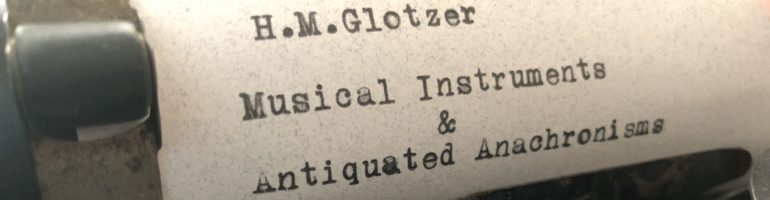 H.M.Glotzer
Musical Instruments
&
Antiquated Anachronisms